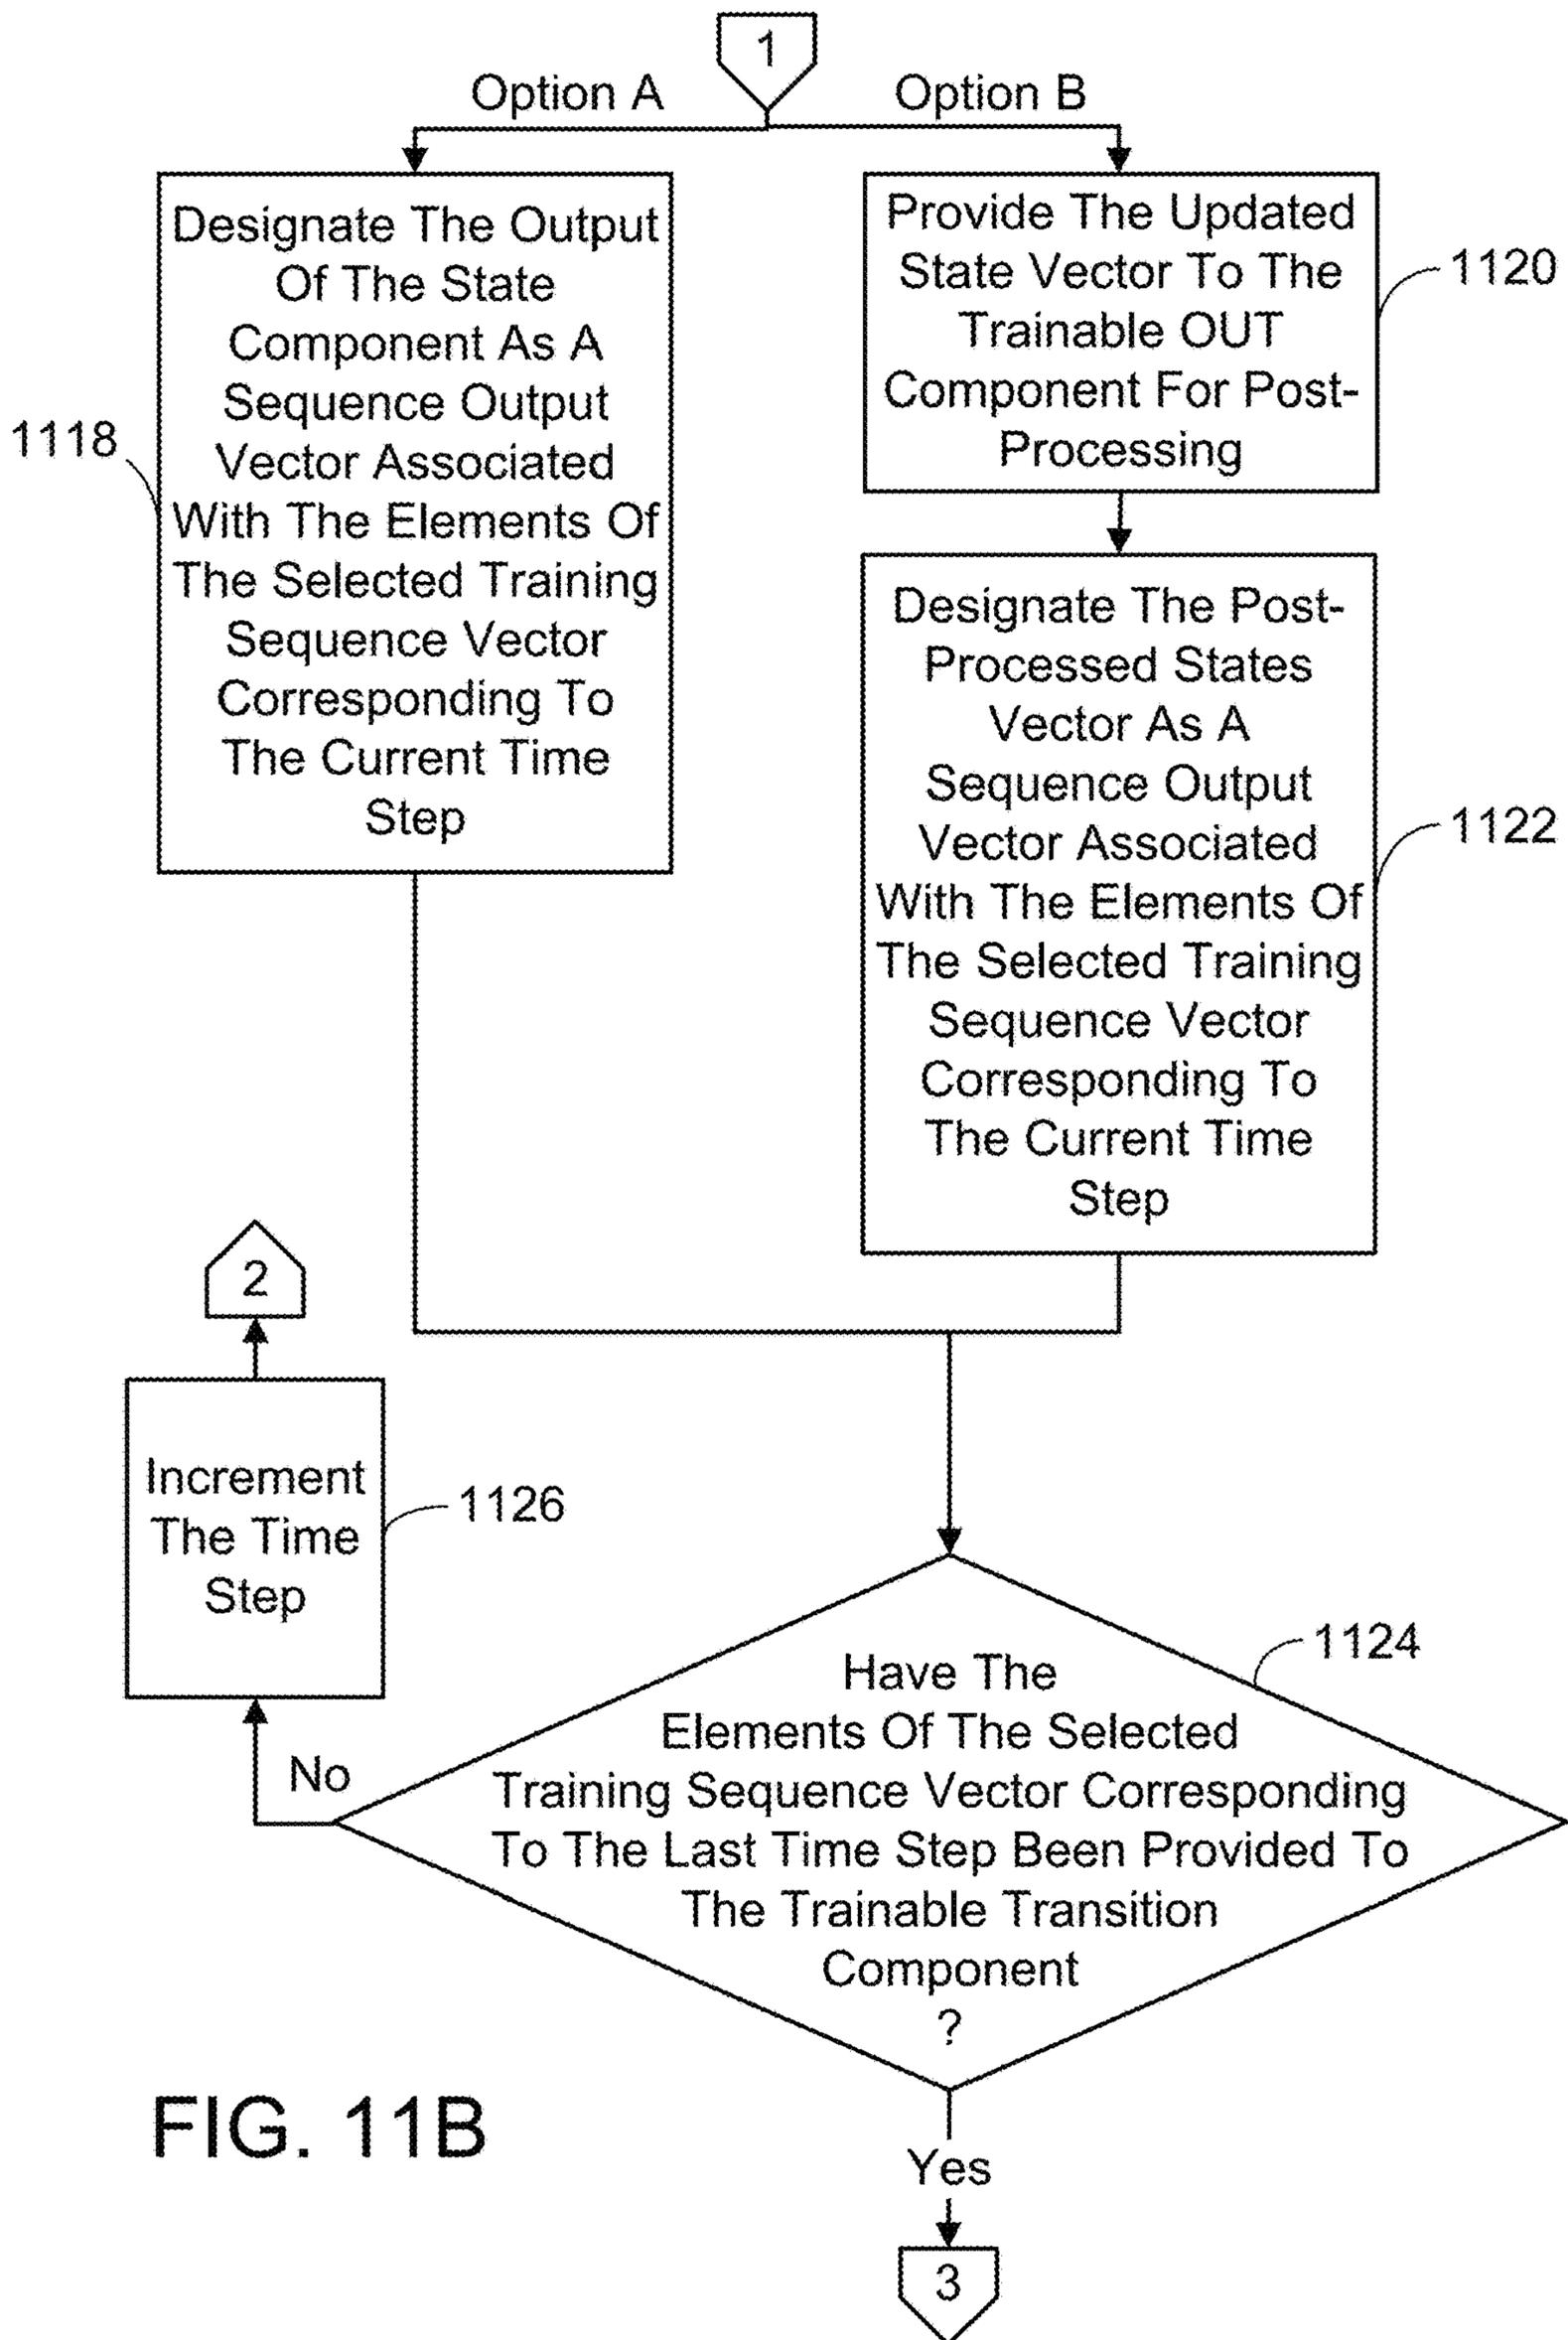 1
Option A
Option B
Designate The Output
Of The State
Component As A
Sequence Output
Vector Associated
With The Elements Of
The Selected Training
Sequence Vector
Corresponding To
The Current Time
Step
1118
Provide The Updated
State Vector To The
Trainable OUT
Component For Post-
Processing
1120
Designate The Post-
Processed States
Vector As A
Sequence Output
Vector Associated
With The Elements Of
The Selected Training
Sequence Vector
Corresponding To
The Current Time
Step
1122
2
Increment
The Time
Step
1126
Have The
Elements Of The Selected
Training Sequence Vector Corresponding
To The Last Time Step Been Provided To
The Trainable Transition
Component
?
1124
No
Yes
3
FIG. 11B